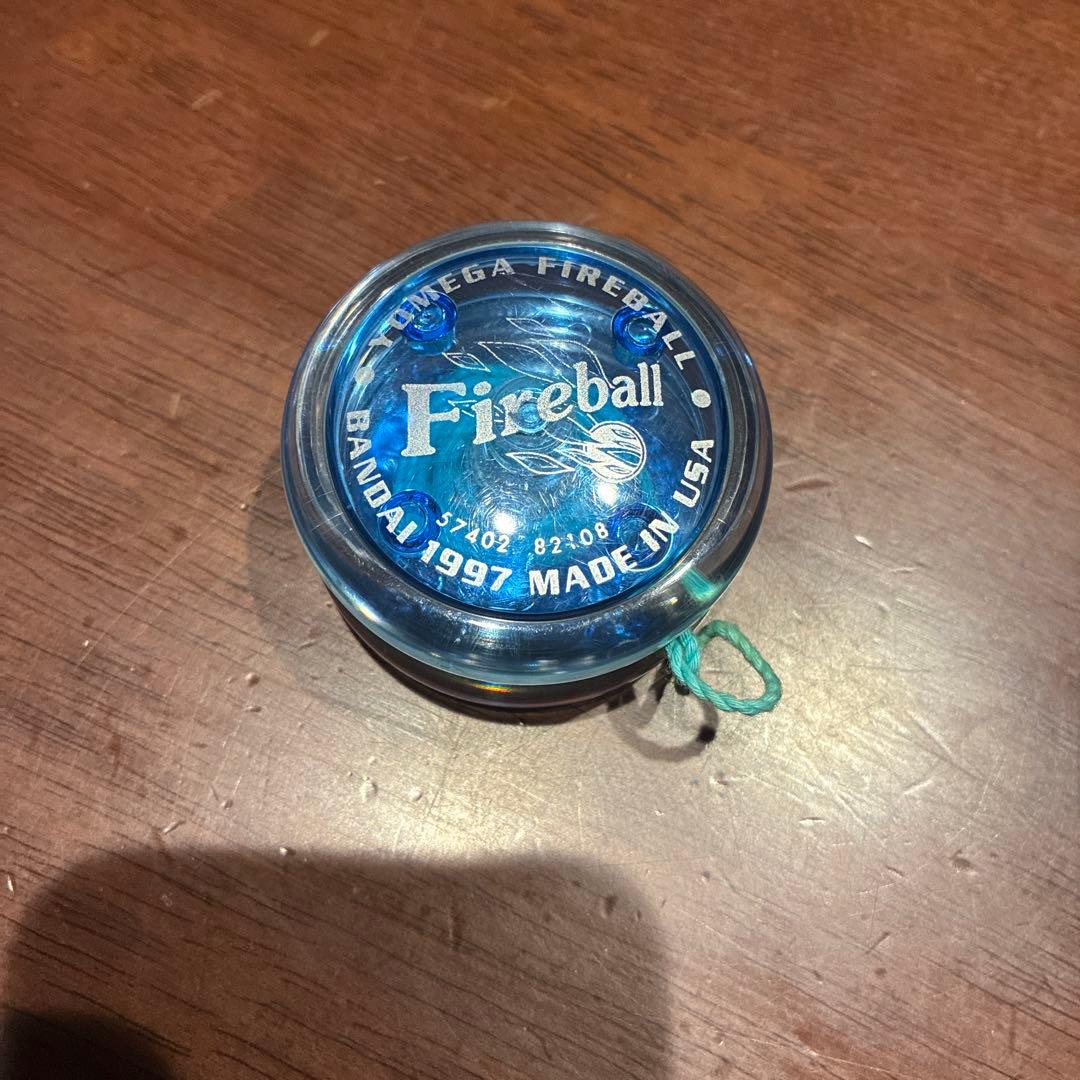 YOMEGA FIREBALL
Fireball
57402 82108
BANDAI 1997 MADE IN USA